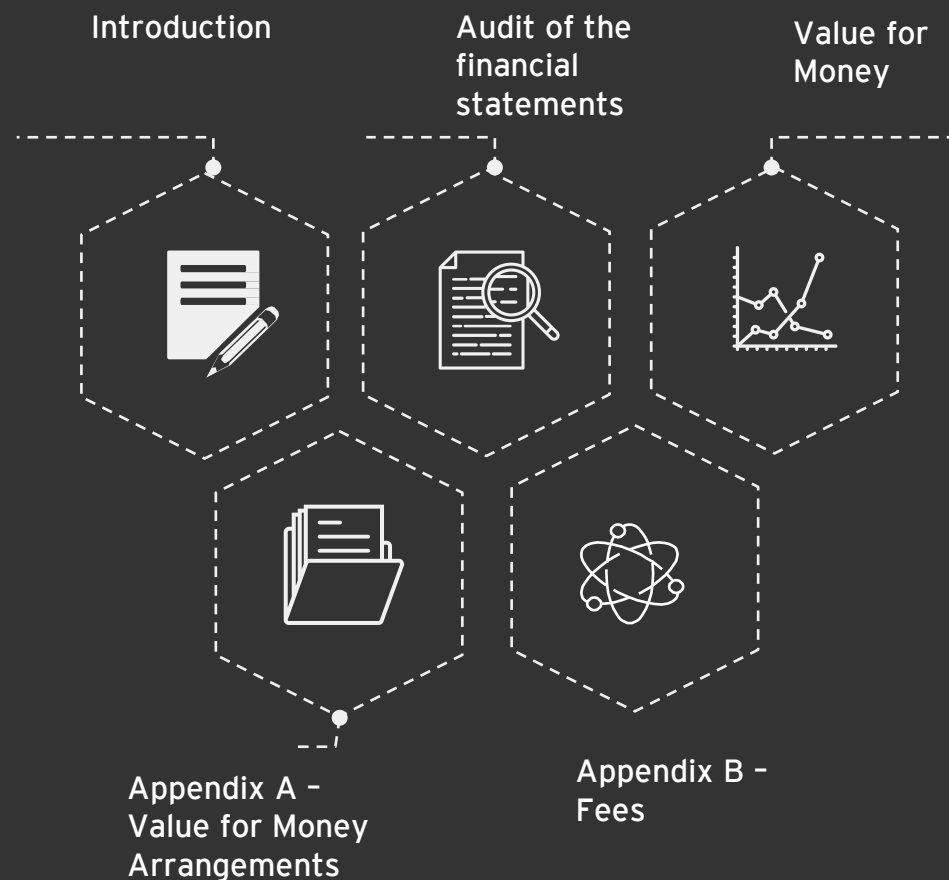 Introduction
Audit of the
financial
statements
Value for
Money
Appendix A –
Value for Money
Arrangements
Appendix B –
Fees